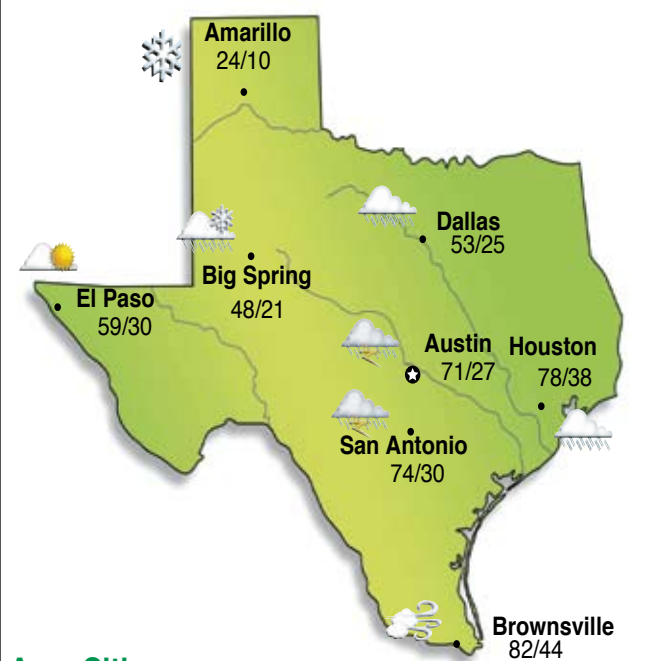 Amarillo
24/10
Dallas
53/25
Big Spring
48/21
El Paso
59/30
Austin
71/27
Houston
78/38
San Antonio
74/30
Brownsville
82/44